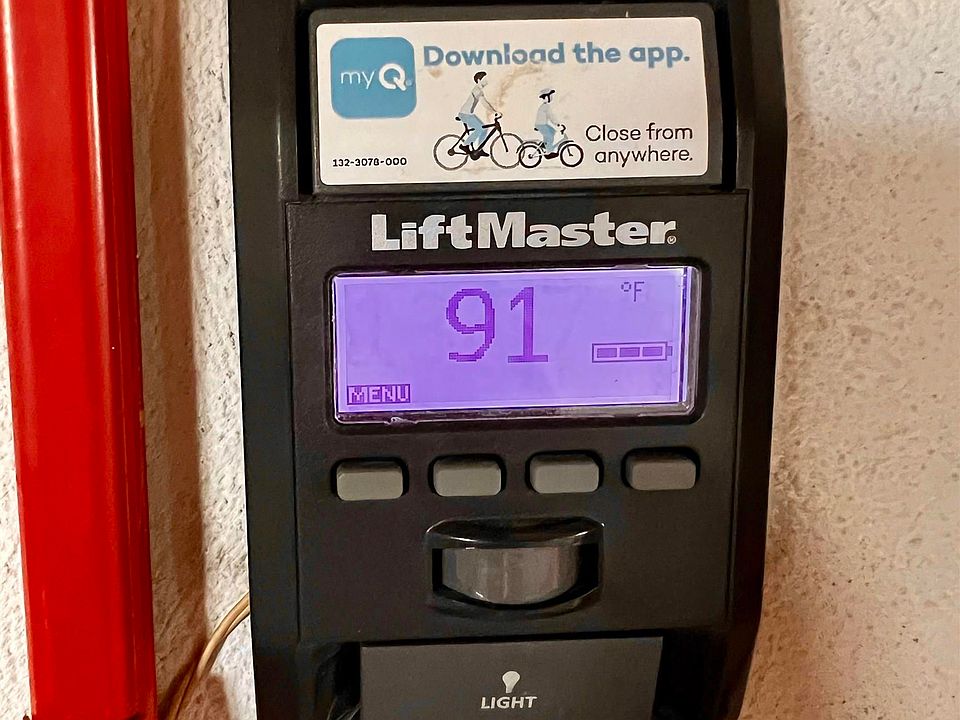 myQ®
Download the app.
132-3078-000
Close from
anywhere.
LiftMaster®
91
°F
MENU
LIGHT